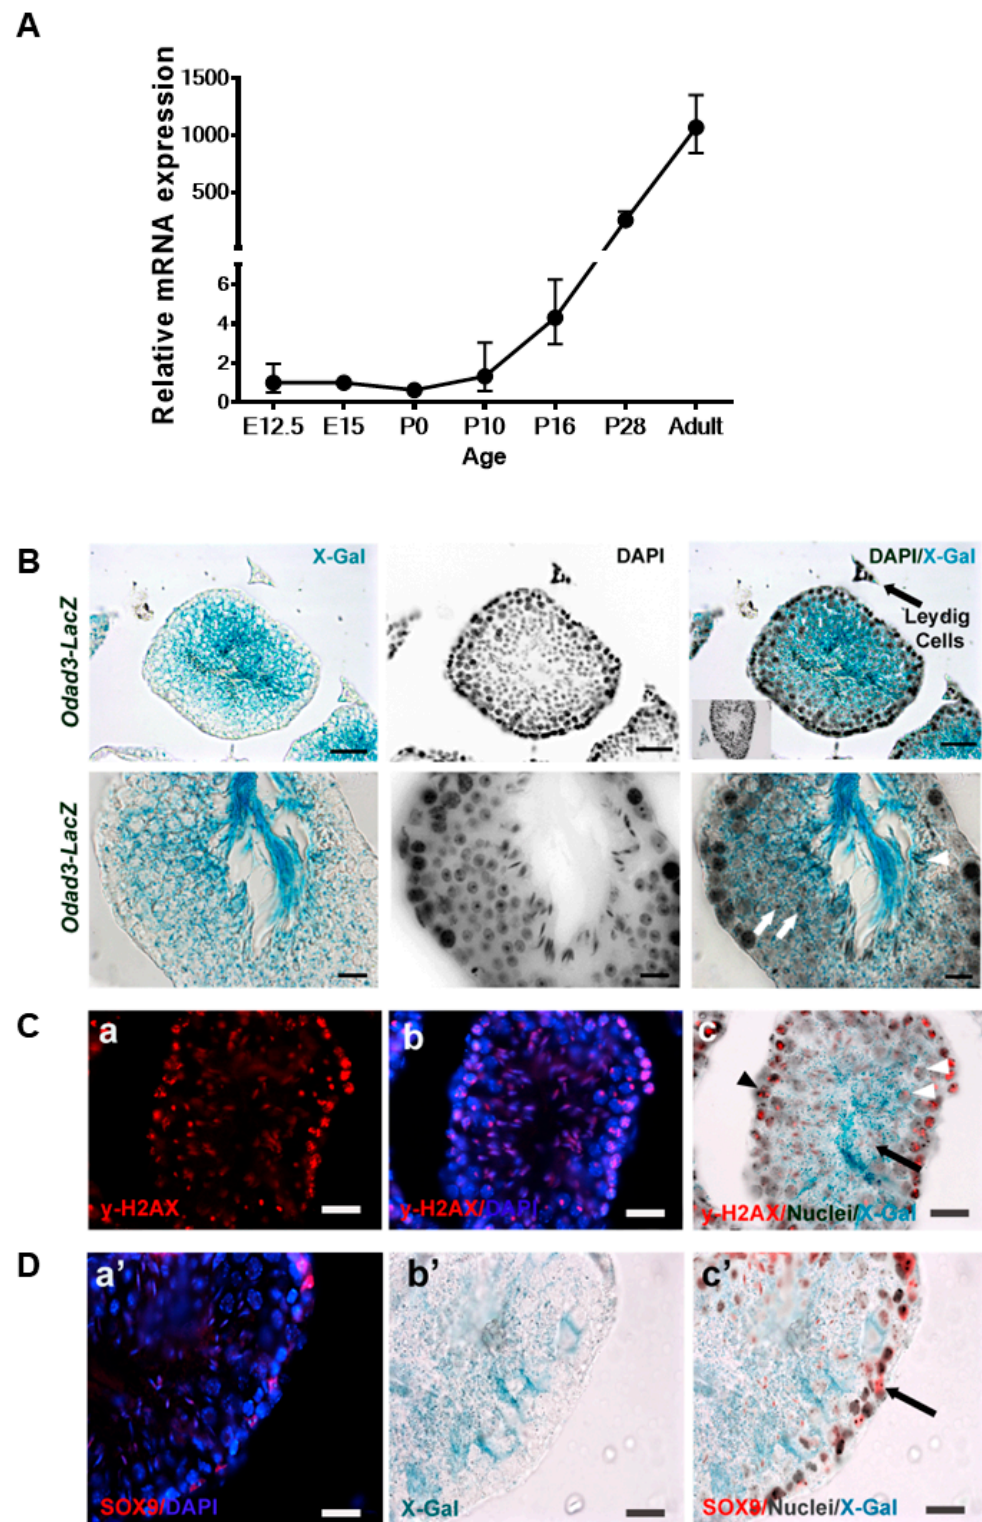 A
Relative mRNA expression
1500
1000
500
6
4
2
0
E12.5 E15 P0 P10 P16 P28 Adult
Age
B
Odad3-LacZ
X-Gal
DAPI
DAPI/X-Gal
Leydig
Cells
Odad3-LacZ
C
a
γ-H2AX
b
γ-H2AX/DAPI
c
γ-H2AX/Nuclei/X-Gal
D
a’
SOX9/DAPI
b’
X-Gal
c’
SOX9/Nuclei/X-Gal